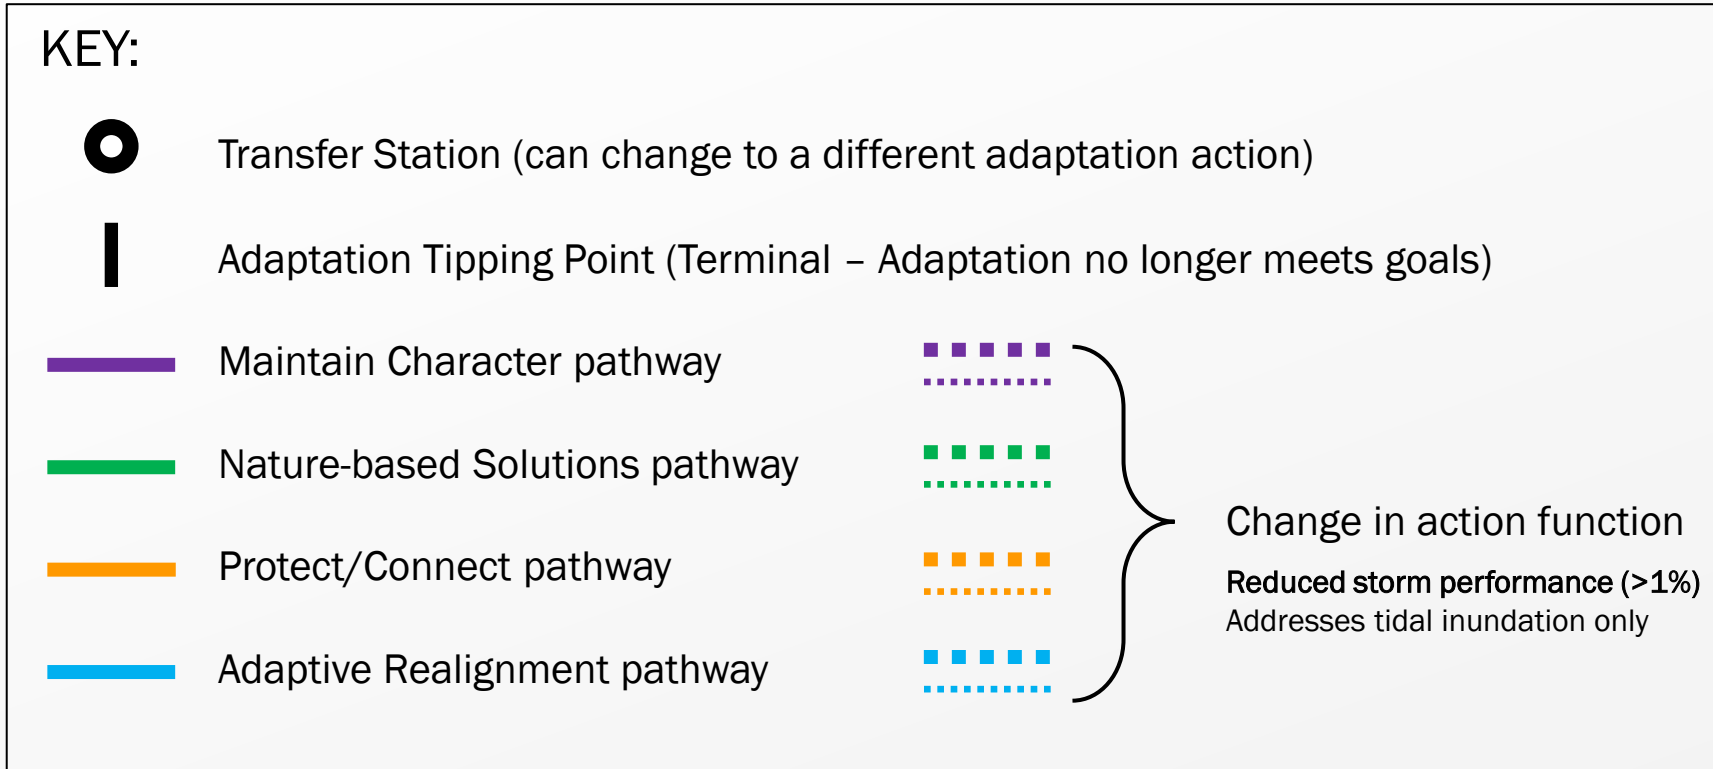 KEY:
Transfer Station (can change to a different adaptation action)
Adaptation Tipping Point (Terminal – Adaptation no longer meets goals)
Maintain Character pathway
Nature-based Solutions pathway
Protect/Connect pathway
Adaptive Realignment pathway
Change in action function
Reduced storm performance (>1%)
Addresses tidal inundation only